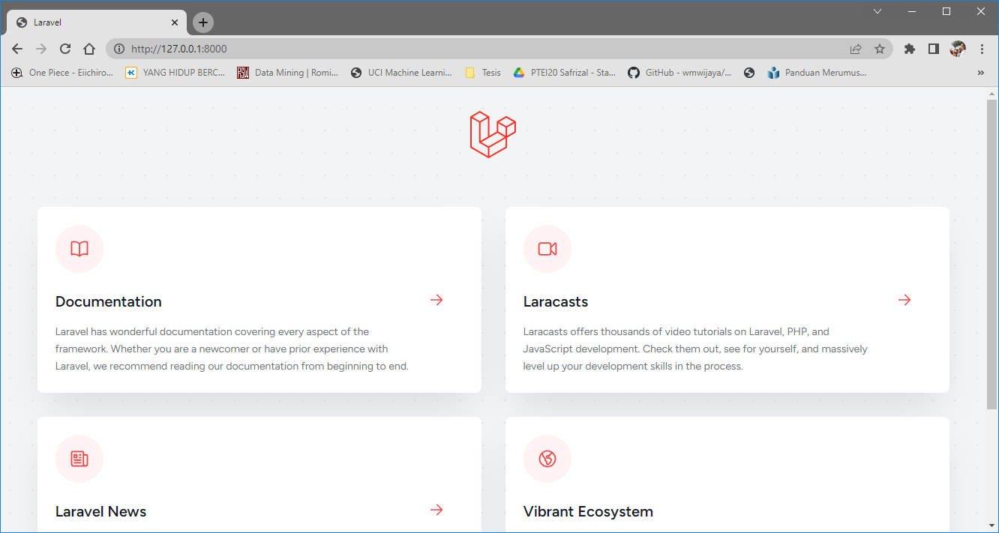 Laravel
http://127.0.0.1:8000
One Piece - Eiichiro...
YANG HIDUP BERC...
Data Mining | Romi...
UCI Machine Learni...
Tesis
PTEI20 Safrizal - Sta...
GitHub - wmwijaya/...
Panduan Merumus...
Documentation
Laravel has wonderful documentation covering every aspect of the
framework. Whether you are a newcomer or have prior experience with
Laravel, we recommend reading our documentation from beginning to end.
Laracasts
Laracasts offers thousands of video tutorials on Laravel, PHP, and
JavaScript development. Check them out, see for yourself, and massively
level up your development skills in the process.
Laravel News
Vibrant Ecosystem